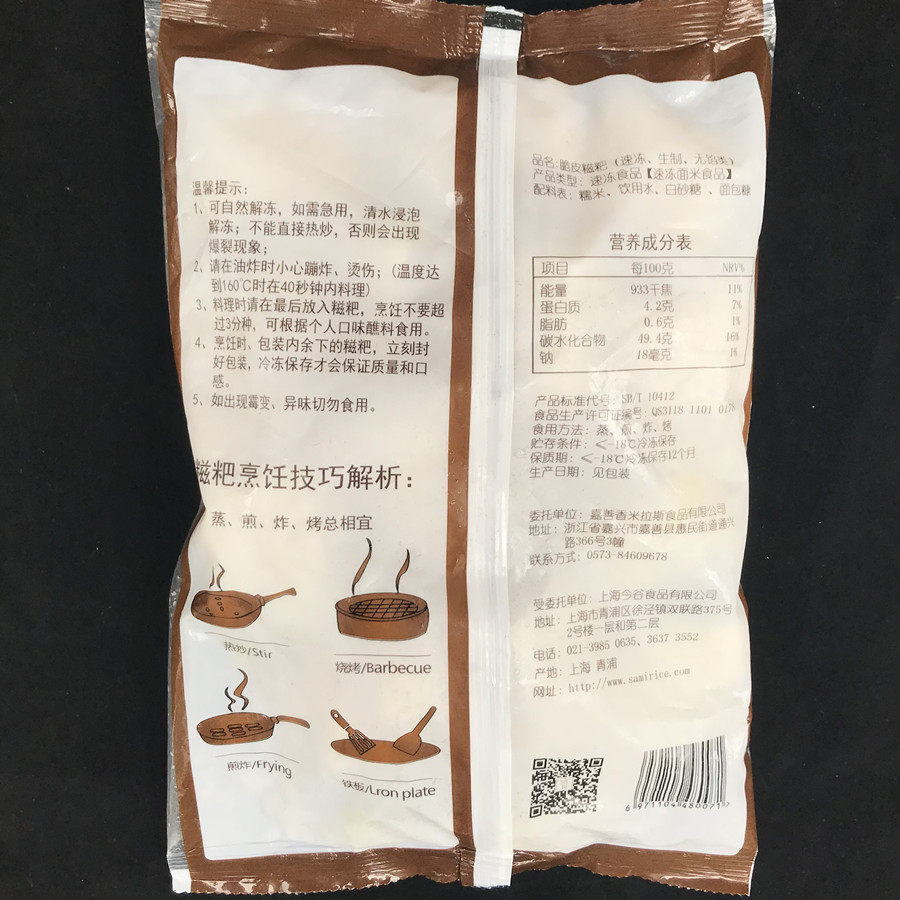 温馨提示：
1、可自然解冻，如需急用，清水浸泡
解冻；不能直接热炒，否则会出现
爆裂现象；
2、请在油炸时小心蹦炸、烫伤；（温度达
到160℃时在40秒钟内料理）
3、料理时请在最后放入糍粑，烹饪不要超
过3分种，可根据个人口味蘸料食用。
4、烹饪时、包装内余下的糍粑，立刻封
好包装，冷冻保存才会保证质量和口
感。
5、如出现霉变、异味切勿食用。
糍粑烹饪技巧解析：
蒸、煎、炸、烤总相宜
热炒/Stir
烧烤/Barbecue
煎炸/Frying
铁板/Lron plate
品名：脆皮糍粑（速冻、生制、无馅类）
产品类型：速冻食品【速冻面米食品】
配料表：糯米、饮用水、白砂糖、面包糠
营养成分表
项目 每100克 NRV%
能量 933千焦 11%
蛋白质 4.2克 7%
脂肪 0.6克 1%
碳水化合物 49.4克 16%
钠 18毫克 1%
产品标准代号：SB/T 10412
食品生产许可证编号：QS3118 1101 0178
食用方法：蒸、煎、炸、烤
贮存条件：≤-18℃冷冻保存
保质期：≤-18℃冷冻保存12个月
生产日期：见包装
委托单位：嘉善香米拉斯食品有限公司
地址：浙江省嘉兴市嘉善县惠民街道通兴
路366号3幢
联系方式：0573-84609678
受委托单位：上海今谷食品有限公司
地址：上海市青浦区徐泾镇双联路375号
2号楼一层和第二层
电话：021-3985 0635、3637 3552
产地：上海 青浦
网址：http://www.samirice.com
6 971104 480071